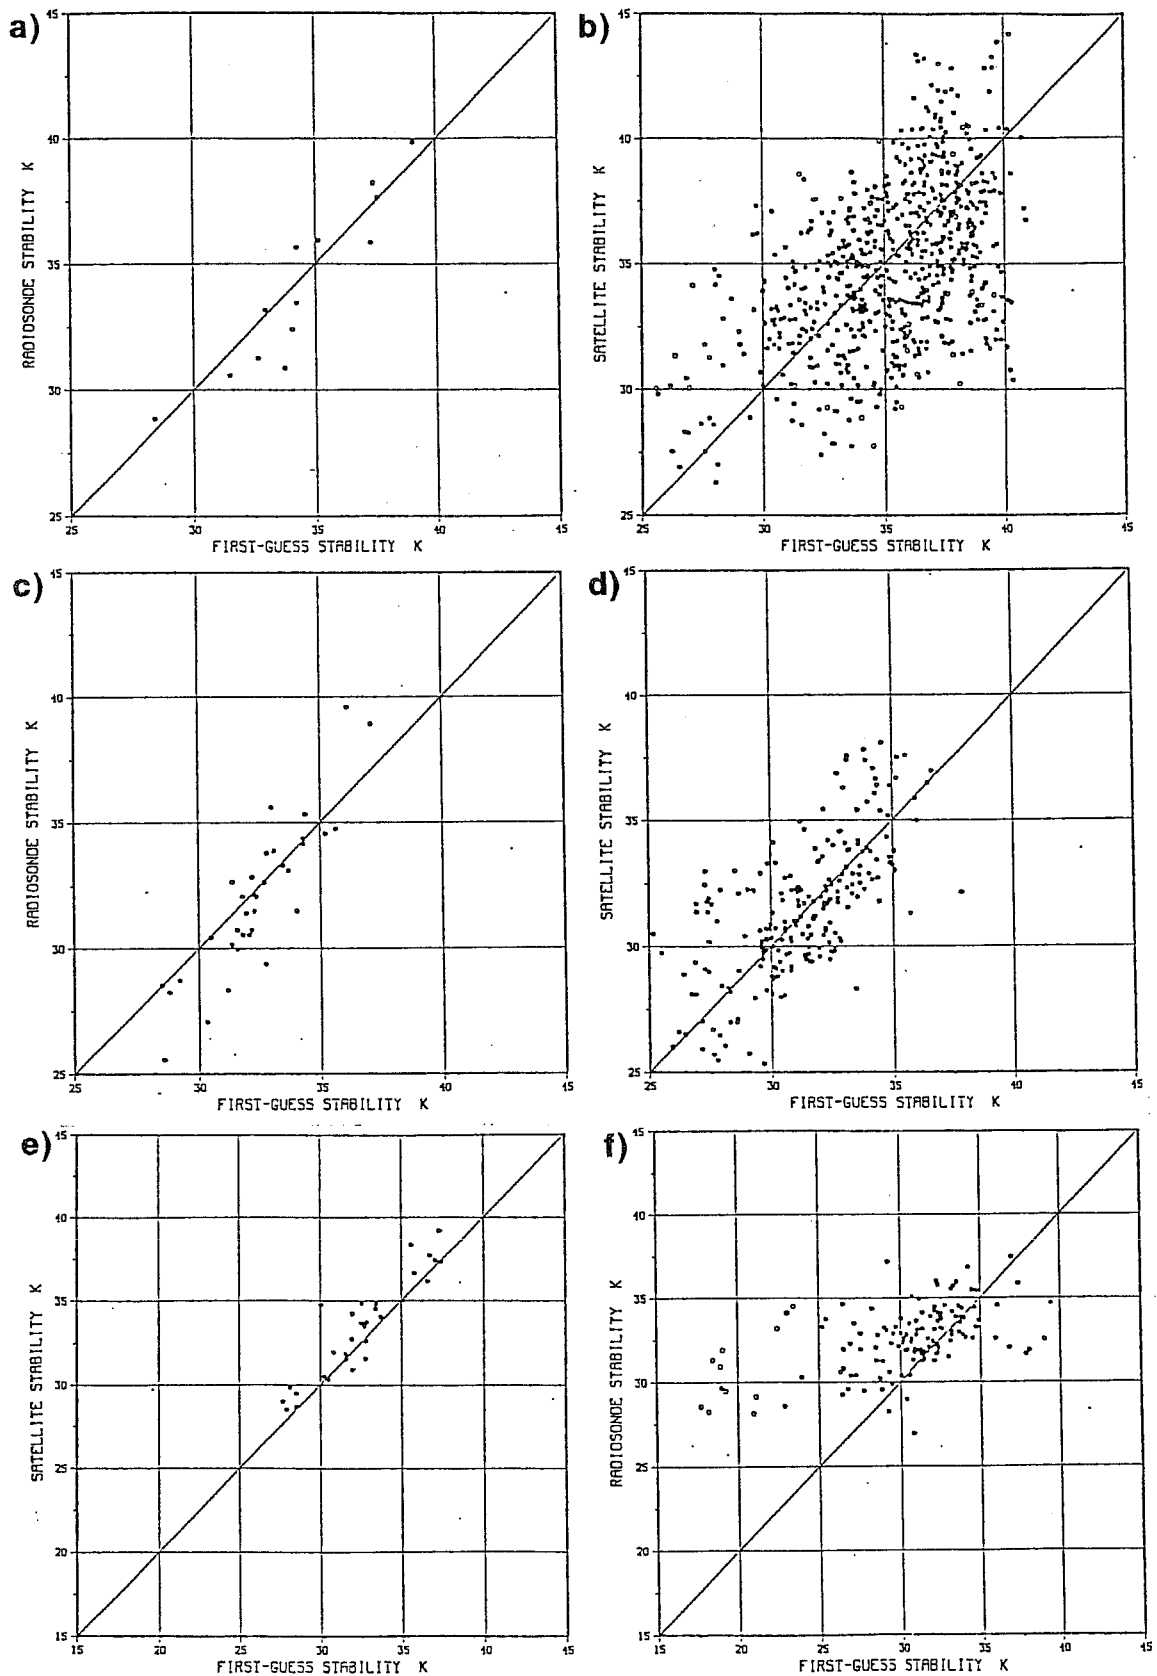 a)
45
40
35
30
25
RADIOSONDE STABILITY K
25 30 35 40 45
FIRST-GUESS STABILITY K
b)
45
40
35
30
25
SATELLITE STABILITY K
25 30 35 40 45
FIRST-GUESS STABILITY K
c)
45
40
35
30
25
RADIOSONDE STABILITY K
25 30 35 40 45
FIRST-GUESS STABILITY K
d)
45
40
35
30
25
SATELLITE STABILITY K
25 30 35 40 45
FIRST-GUESS STABILITY K
e)
45
40
35
30
25
20
15
SATELLITE STABILITY K
15 20 25 30 35 40 45
FIRST-GUESS STABILITY K
f)
45
40
35
30
25
20
15
RADIOSONDE STABILITY K
15 20 25 30 35 40 45
FIRST-GUESS STABILITY K